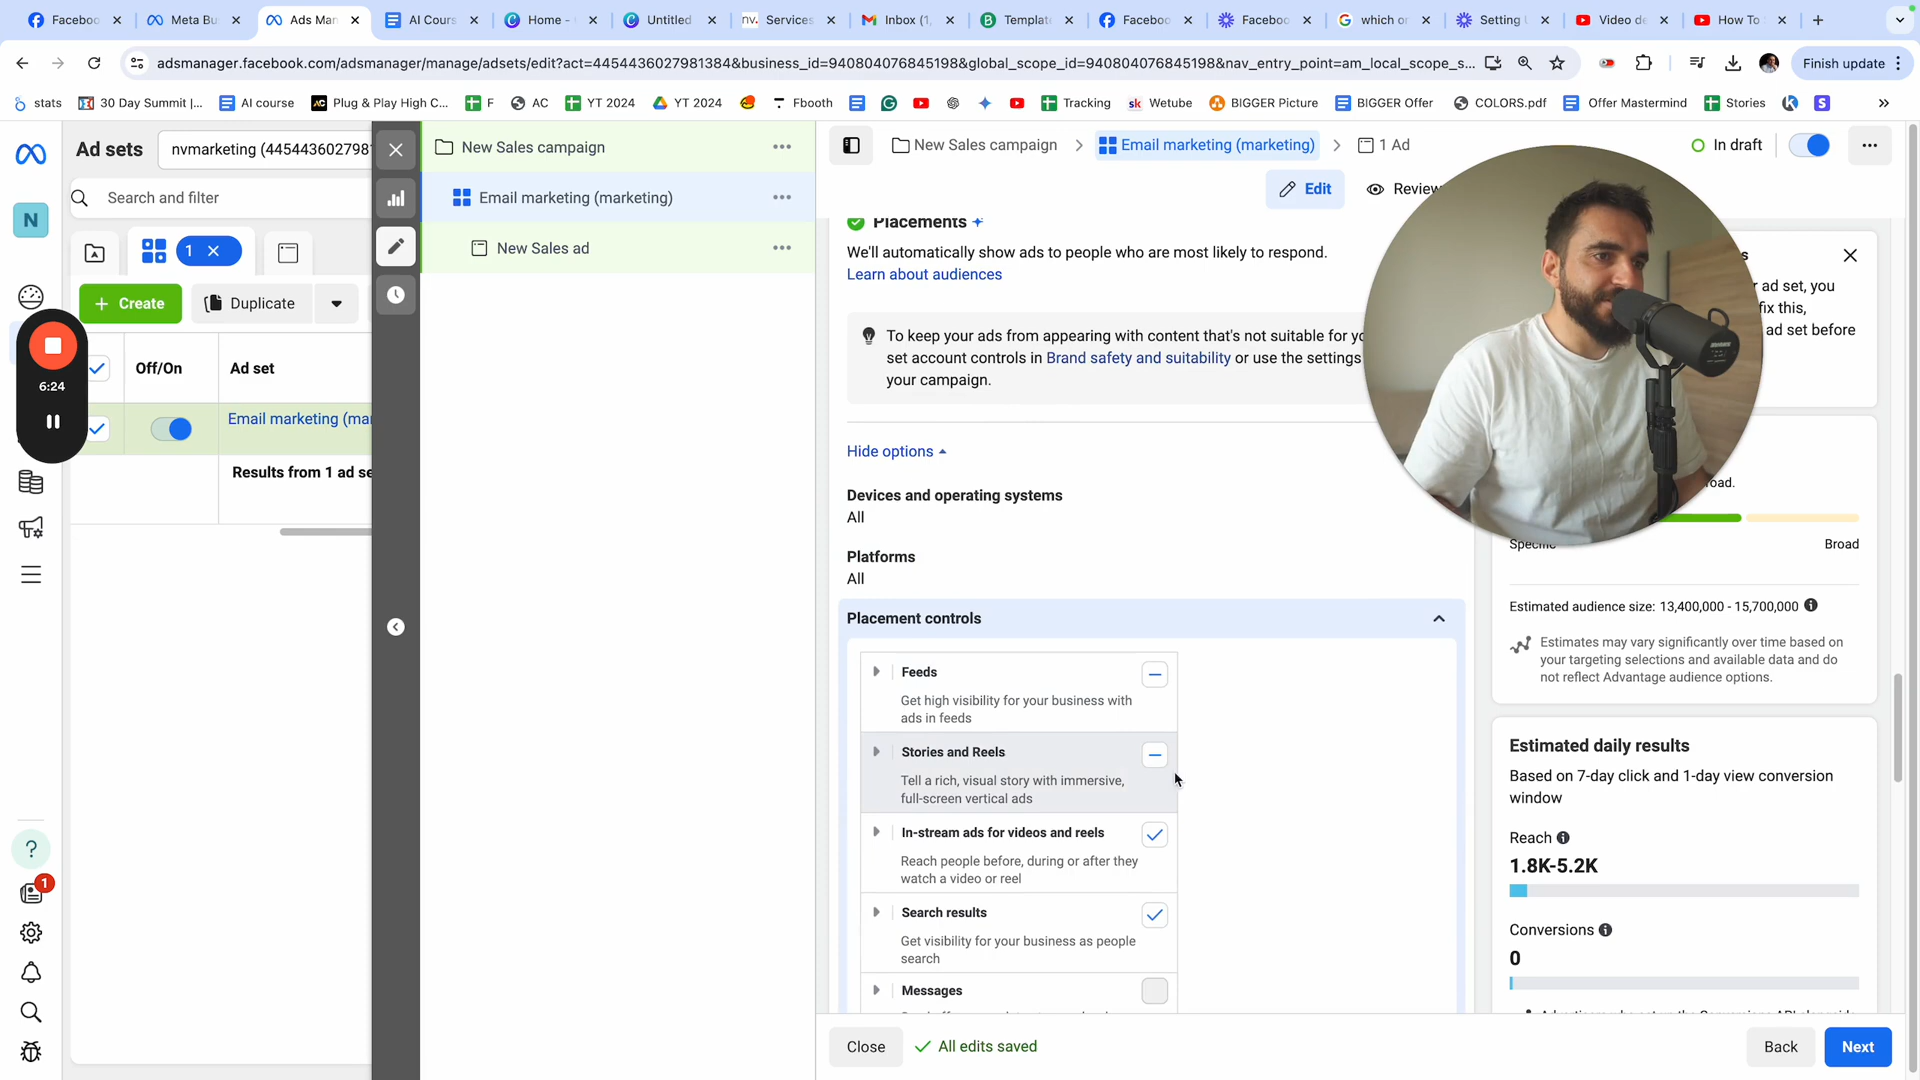 Facebo
Meta Bu
Ads Man
AI Cours
Home -
Untitled
nv. Services
Inbox (1,
Templat
Faceboo
Facebo
which or
Setting
Video de
How To
adsmanager.facebook.com/adsmanager/manage/adsets/edit?act=4454436027981384&business_id=940804076845198&global_scope_id=940804076845198&nav_entry_point=am_local_scope_s...
Finish update
stats
30 Day Summit |...
AI course
Plug & Play High C...
F
AC
YT 2024
YT 2024
Fbooth
Tracking
sk Wetube
BIGGER Picture
BIGGER Offer
COLORS.pdf
Offer Mastermind
Stories
Ad sets
nvmarketing (44544360279813
Search and filter
N
1
+ Create
Duplicate
Off/On
Ad set
Email marketing (mar
Results from 1 ad se
6:24
1
New Sales campaign
Email marketing (marketing)
New Sales ad
New Sales campaign
Email marketing (marketing)
1 Ad
In draft
Edit
Review
Placements
We'll automatically show ads to people who are most likely to respond.
Learn about audiences
To keep your ads from appearing with content that's not suitable for yo
set account controls in Brand safety and suitability or use the settings
your campaign.
Hide options
Devices and operating systems
All
Platforms
All
Placement controls
Feeds
Get high visibility for your business with
ads in feeds
Stories and Reels
Tell a rich, visual story with immersive,
full-screen vertical ads
In-stream ads for videos and reels
Reach people before, during or after they
watch a video or reel
Search results
Get visibility for your business as people
search
Messages
Close
All edits saved
Back
Next
s
ad set, you
fix this,
ad set before
road.
Specific
Broad
Estimated audience size: 13,400,000 - 15,700,000
Estimates may vary significantly over time based on
your targeting selections and available data and do
not reflect Advantage audience options.
Estimated daily results
Based on 7-day click and 1-day view conversion
window
Reach
1.8K-5.2K
Conversions
0